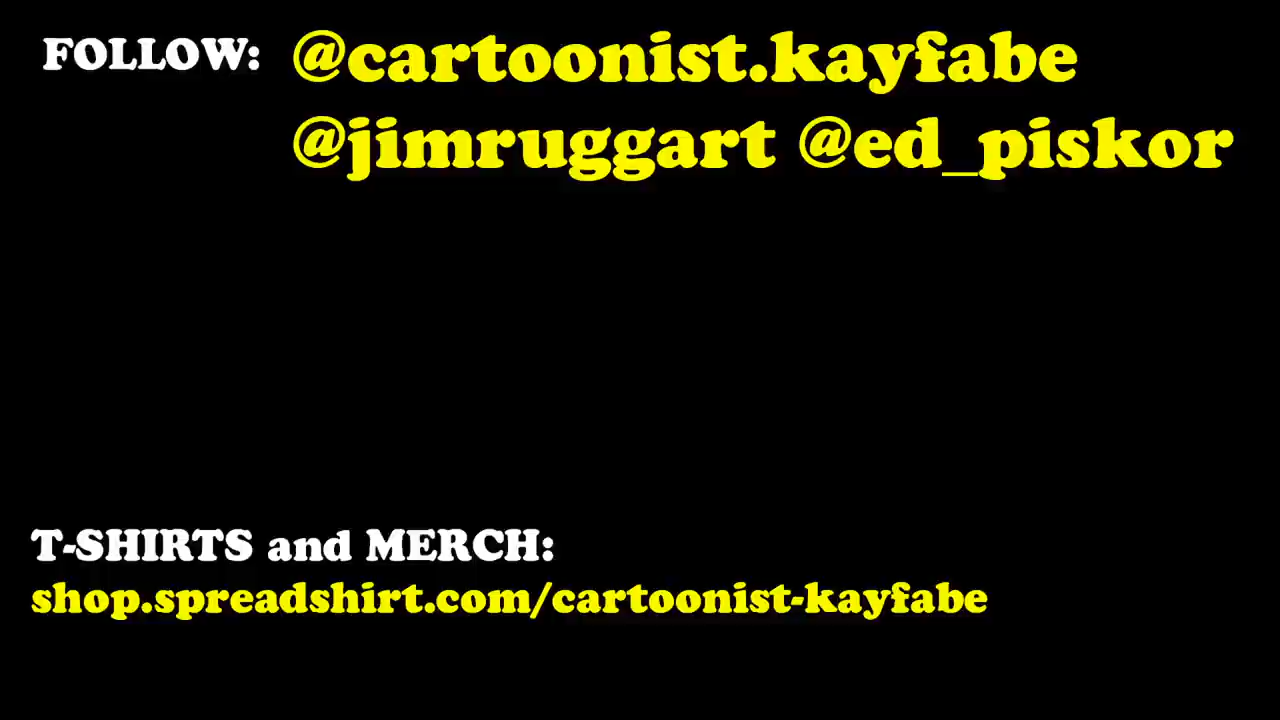 FOLLOW: @cartoonist.kayfabe
@jimruggart @ed_piskor
T-SHIRTS and MERCH:
shop.spreadshirt.com/cartoonist-kayfabe